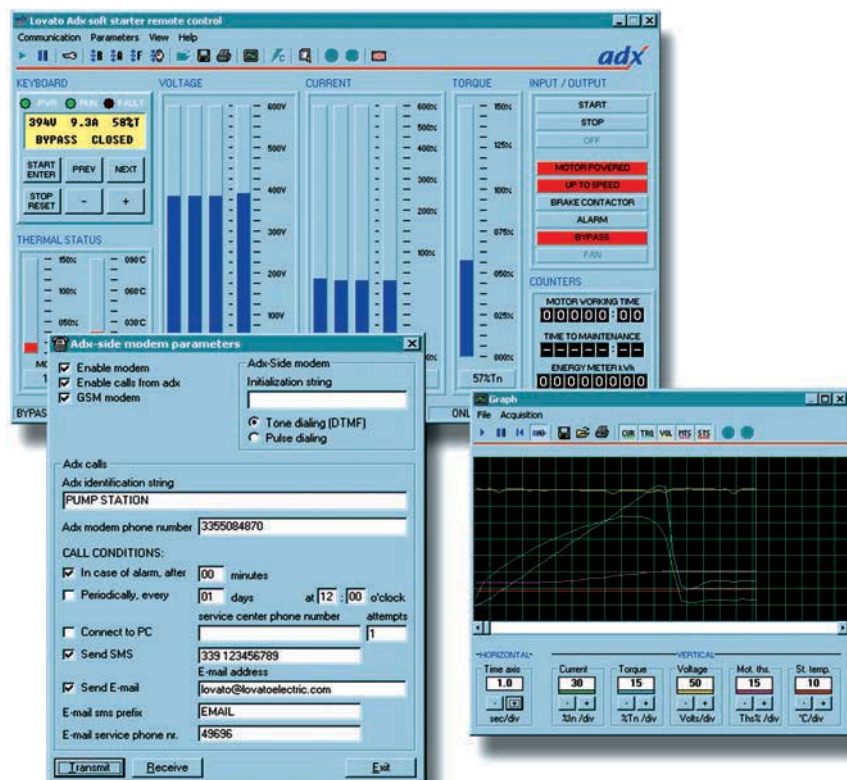 Lovato Adx soft starter remote control
Communication Parameters View Help
adx
KEYBOARD
PWR RUN FAULT
394V 9.3A 58%T
BYPASS CLOSED
START ENTER PREV NEXT
STOP RESET - +
THERMAL STATUS
150% 090°C
100% 060°C
050% 030°C
VOLTAGE
600V
500V
400V
300V
200V
100V
CURRENT
600%
500%
400%
300%
200%
100%
TORQUE
150%
125%
100%
075%
050%
025%
000%
57%Tn
INPUT / OUTPUT
START
STOP
OFF
MOTOR POWERED
UP TO SPEED
BRAKE CONTACTOR
ALARM
BYPASS
FAN
COUNTERS
MOTOR WORKING TIME
00000:00
TIME TO MAINTENANCE
-----:--
ENERGY METER kWh
00000000
Adx-side modem parameters
Enable modem
Enable calls from adx
GSM modem
Adx-Side modem
Initialization string
Tone dialing (DTMF)
Pulse dialing
Adx calls
Adx identification string
PUMP STATION
Adx modem phone number 3355084870
CALL CONDITIONS:
In case of alarm, after 00 minutes
Periodically, every 01 days at 12 : 00 o'clock
service center phone number attempts
Connect to PC 1
Send SMS 339 123456789
E-mail address
Send E-mail lovato@lovatoelectric.com
E-mail sms prefix EMAIL
E-mail service phone nr. 49696
Transmit Receive Exit
Graph
File Acquisition
CUR TRQ VOL MTS STS
HORIZONTAL VERTICAL
Time axis Current Torque Voltage Mot. ths. St. temp.
1.0 30 15 50 15 10
- + - + - + - + - + - +
sec/div %In /div %Tn /div Volts/div Ths% /div °C/div